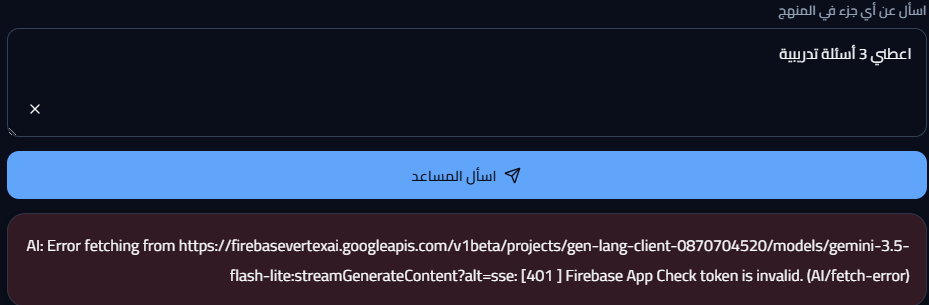 اسأل عن أي جزء في المنهج
اعطني 3 أسئلة تدريبية
اسأل المساعد
AI: Error fetching from https://firebasevertexai.googleapis.com/v1beta/projects/gen-lang-client-0870704520/models/gemini-3.5-
flash-lite:streamGenerateContent?alt=sse: [401 ] Firebase App Check token is invalid. (AI/fetch-error)